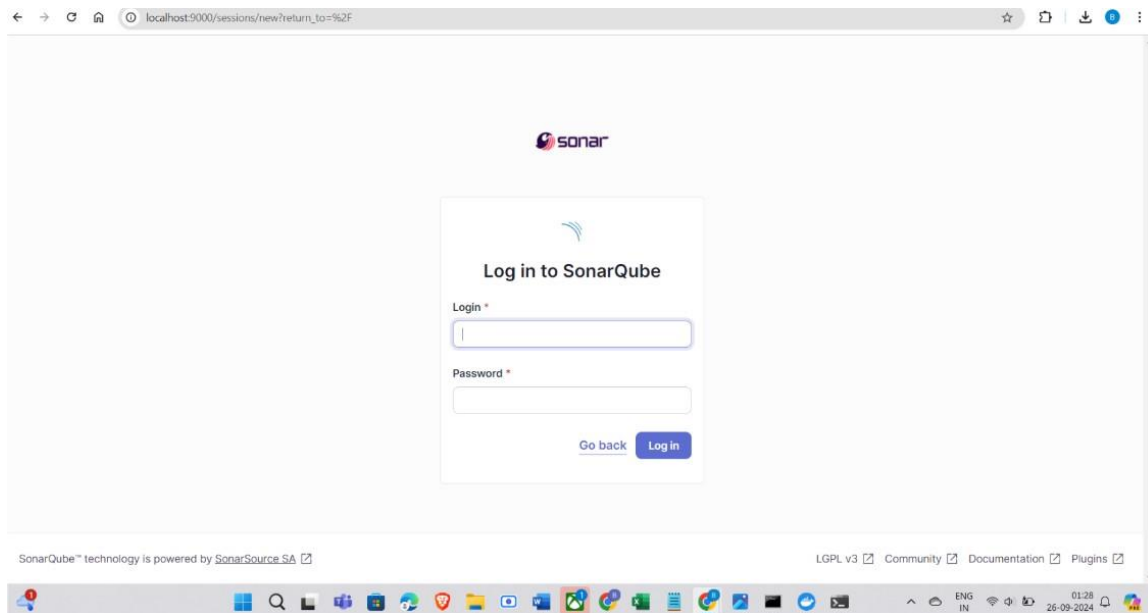 localhost:9000/sessions/new?return_to=%2F
B
sonar
Log in to SonarQube
Login *
Password *
Go back Log in
SonarQube™ technology is powered by SonarSource SA LGPL v3 Community Documentation Plugins
1 ENG 01:28
IN 26-09-2024